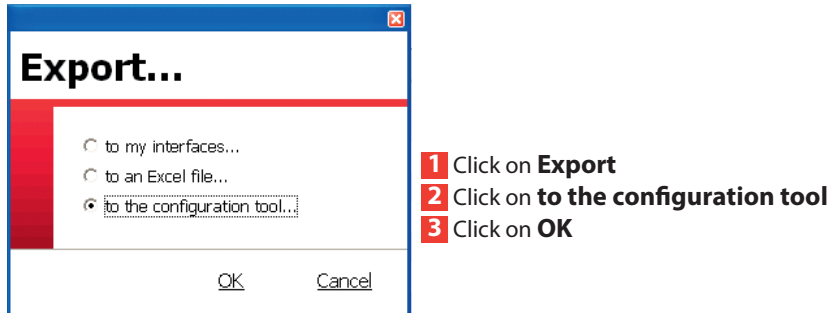 Export...
to my interfaces...
to an Excel file...
to the configuration tool...
OK Cancel
1 Click on Export
2 Click on to the configuration tool
3 Click on OK